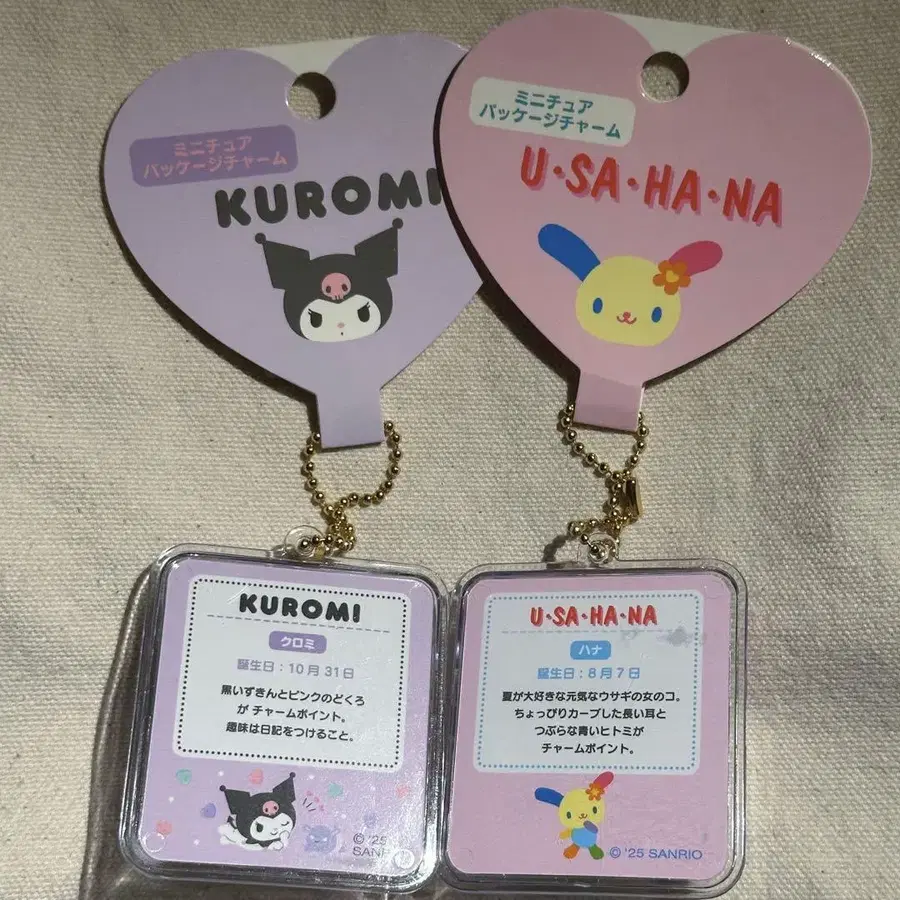 ミニチュア
パッケージチャーム
KUROMI
ミニチュア
パッケージチャーム
U・SA・HA・NA
KUROMI
クロミ
誕生日：10月31日
黒いずきんとピンクのどくろ
が チャームポイント。
趣味は日記をつけること。
© '25
SANR
U・SA・HA・NA
ハナ
誕生日：8月7日
夏が大好きな元気なウサギの女のコ。
ちょっぴりカーブした長い耳と
つぶらな青いヒトミが
チャームポイント。
© '25 SANRIO